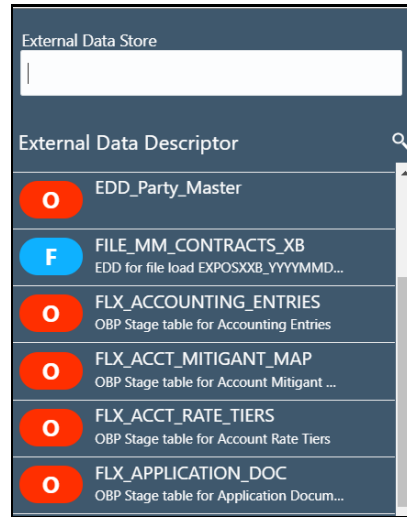 External Data Store
External Data Descriptor
O
EDD_Party_Master
F
FILE_MM_CONTRACTS_XB
EDD for file load EXPOSXXB_YYYYMMD...
O
FLX_ACCOUNTING_ENTRIES
OBP Stage table for Accounting Entries
O
FLX_ACCT_MITIGANT_MAP
OBP Stage table for Account Mitigant ...
O
FLX_ACCT_RATE_TIERS
OBP Stage table for Account Rate Tiers
O
FLX_APPLICATION_DOC
OBP Stage table for Application Docum...